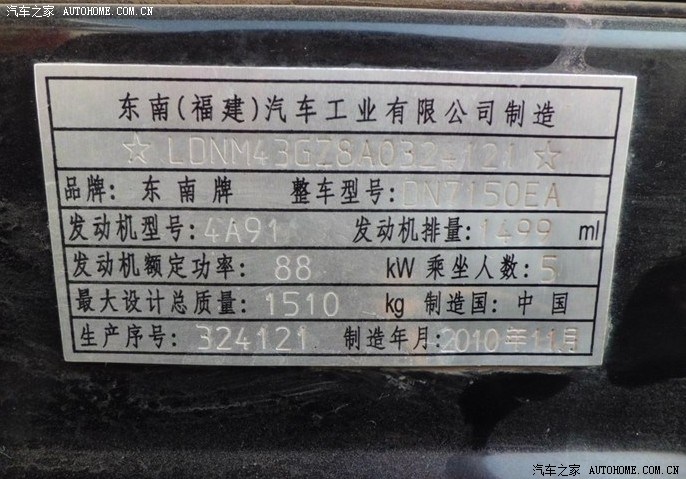 汽车之家 AUTOHOME.COM.CN
东南(福建)汽车工业有限公司制造
☆ LDNM43GZ8A0324121 ☆
品牌: 东南牌 整车型号: DN7150EA
发动机型号: 4A91 发动机排量: 1499 ml
发动机额定功率: 88 kW 乘坐人数: 5
最大设计总质量: 1510 kg 制造国: 中国
生产序号: 324121 制造年月: 2010年11月
汽车之家 AUTOHOME.COM.CN